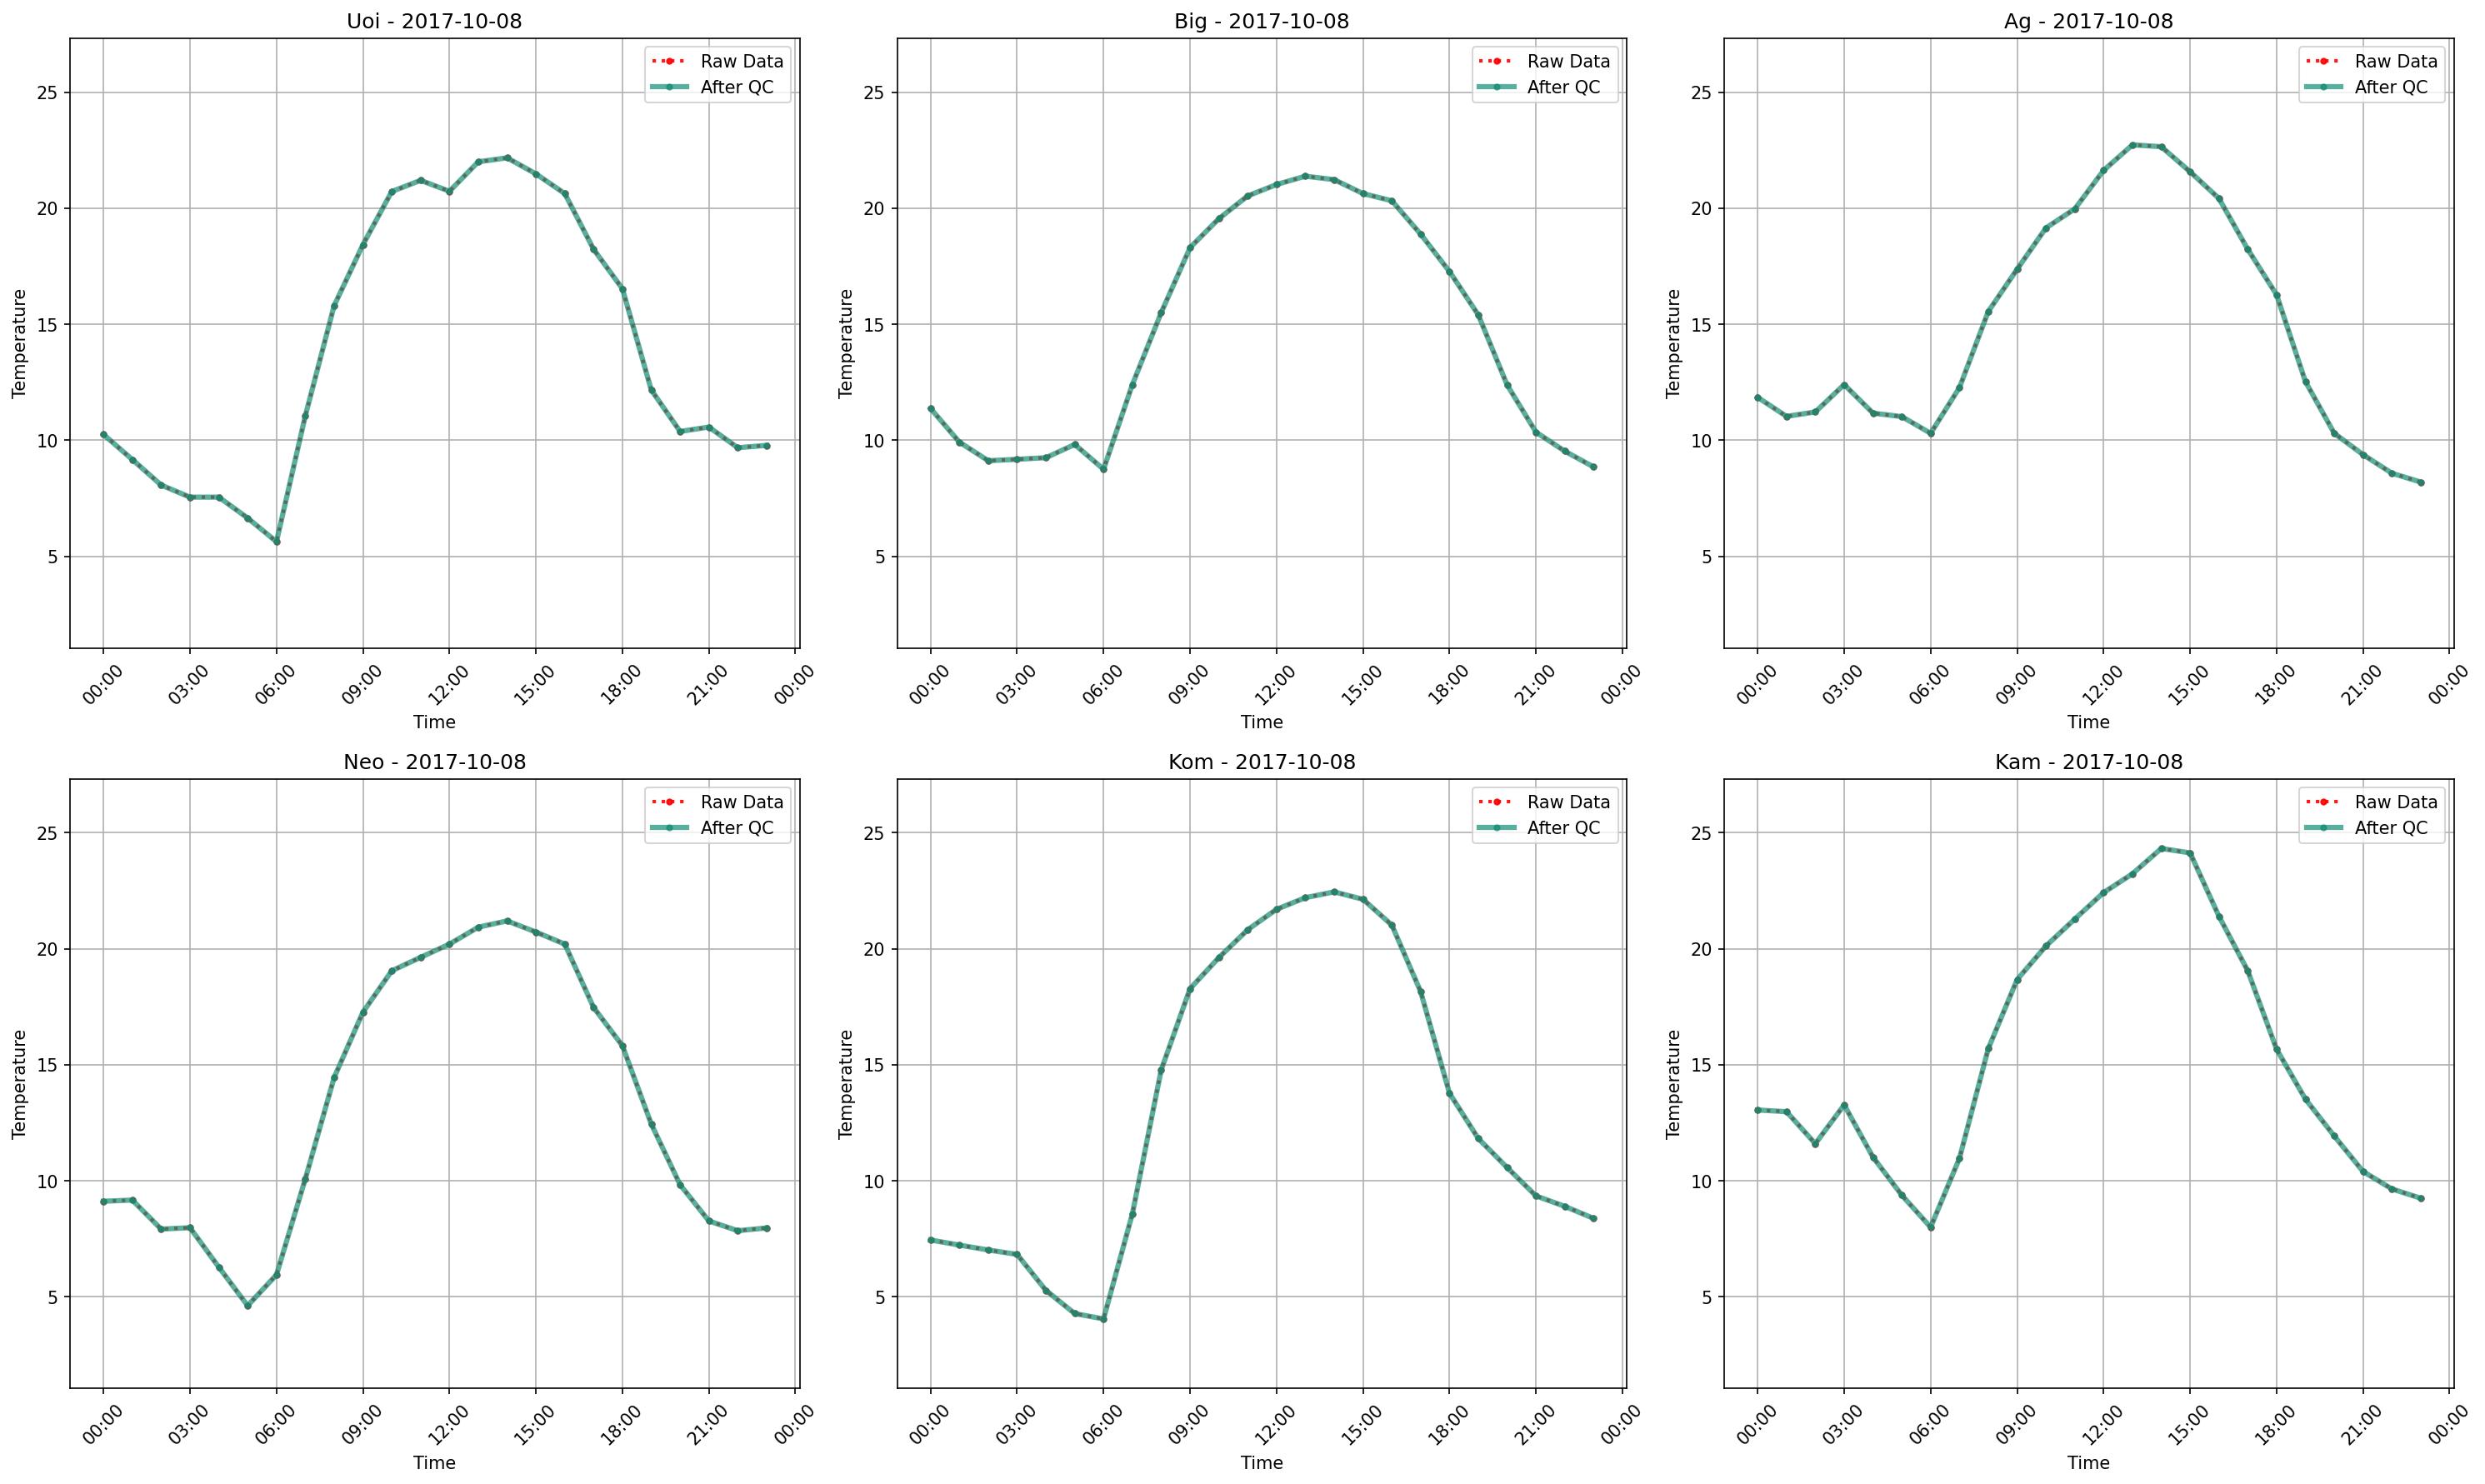 Uoi - 2017-10-08
Raw Data
After QC
25
20
15
10
5
Temperature
00:00
03:00
06:00
09:00
12:00
15:00
18:00
21:00
00:00
Time
Big - 2017-10-08
Raw Data
After QC
25
20
15
10
5
Temperature
00:00
03:00
06:00
09:00
12:00
15:00
18:00
21:00
00:00
Time
Ag - 2017-10-08
Raw Data
After QC
25
20
15
10
5
Temperature
00:00
03:00
06:00
09:00
12:00
15:00
18:00
21:00
00:00
Time
Neo - 2017-10-08
Raw Data
After QC
25
20
15
10
5
Temperature
00:00
03:00
06:00
09:00
12:00
15:00
18:00
21:00
00:00
Time
Kom - 2017-10-08
Raw Data
After QC
25
20
15
10
5
Temperature
00:00
03:00
06:00
09:00
12:00
15:00
18:00
21:00
00:00
Time
Kam - 2017-10-08
Raw Data
After QC
25
20
15
10
5
Temperature
00:00
03:00
06:00
09:00
12:00
15:00
18:00
21:00
00:00
Time